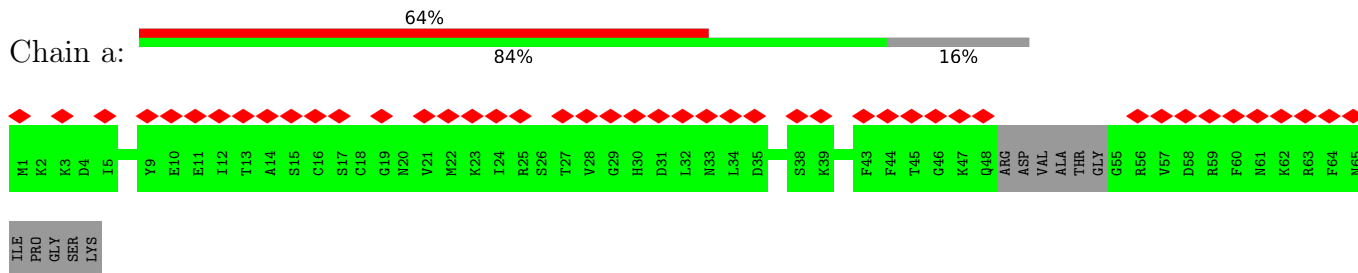 64%
Chain a:
84% 16%
M1 K2 K3 D4 I5 Y9 E10 E11 I12 T13 A14 S15 C16 S17 C18 G19 N20 V21 M22 K23 I24 R25 S26 T27 V28 G29 H30 D31 L32 N33 L34 D35 S38 K39 F43 F44 T45 G46 K47 Q48 ARG ASP VAL ALA THR GLY G55 R56 V57 D58 R59 F60 N61 K62 R63 F64 N65
ILE PRO GLY SER LYS